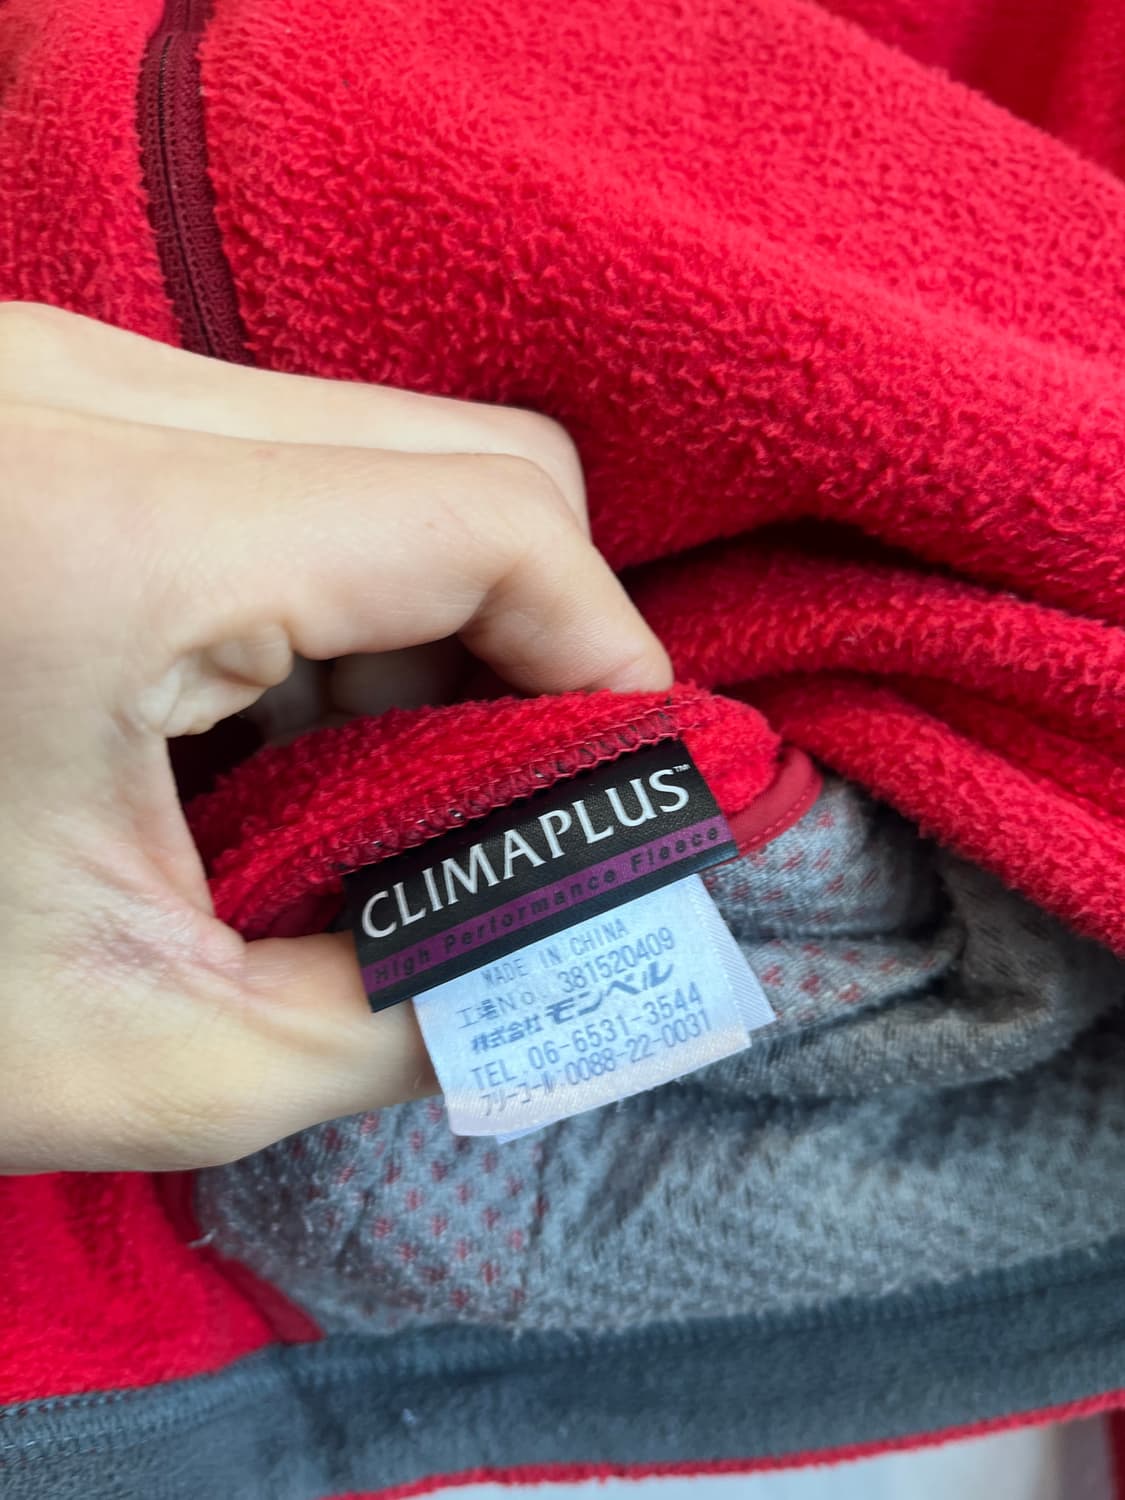 CLIMAPLUS™
High Performance Fleece
MADE IN CHINA
工場No. 381520409
株式会社 モンベル
TEL 06-6531-3544
フリーコール 0088-22-0031